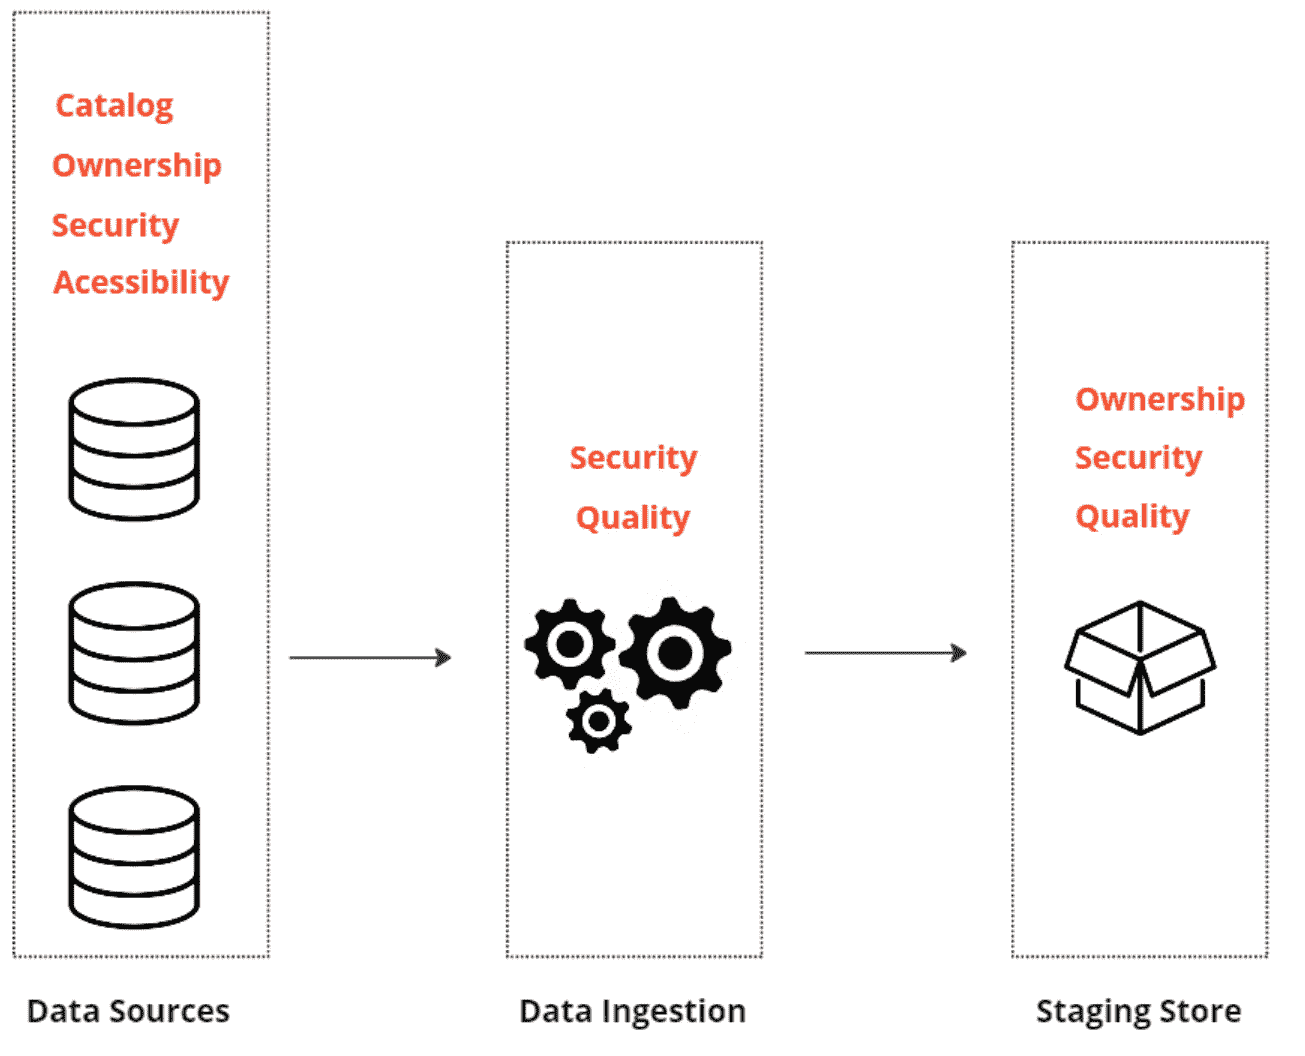 Catalog
Ownership
Security
Acessibility
Data Sources
Security
Quality
Data Ingestion
Ownership
Security
Quality
Staging Store